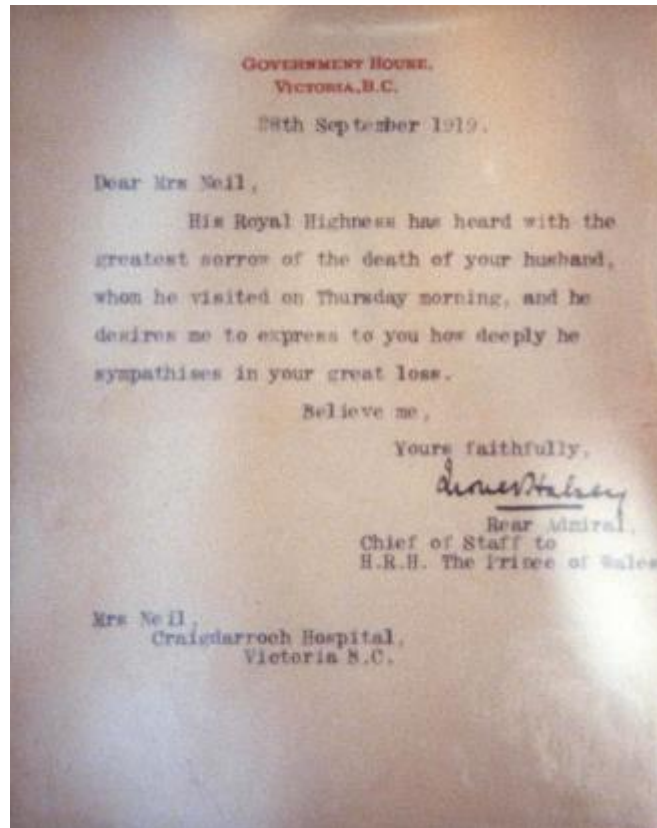 GOVERNMENT HOUSE,
VICTORIA, B.C.
28th September 1919.
Dear Mrs Neil,
His Royal Highness has heard with the
greatest sorrow of the death of your husband,
whom he visited on Thursday morning, and he
desires me to express to you how deeply he
sympathises in your great loss.
Believe me,
Yours faithfully,
Lionel Halsey
Rear Admiral,
Chief of Staff to
H.R.H. The Prince of Wales
Mrs Neil,
Craigdarroch Hospital,
Victoria B.C.